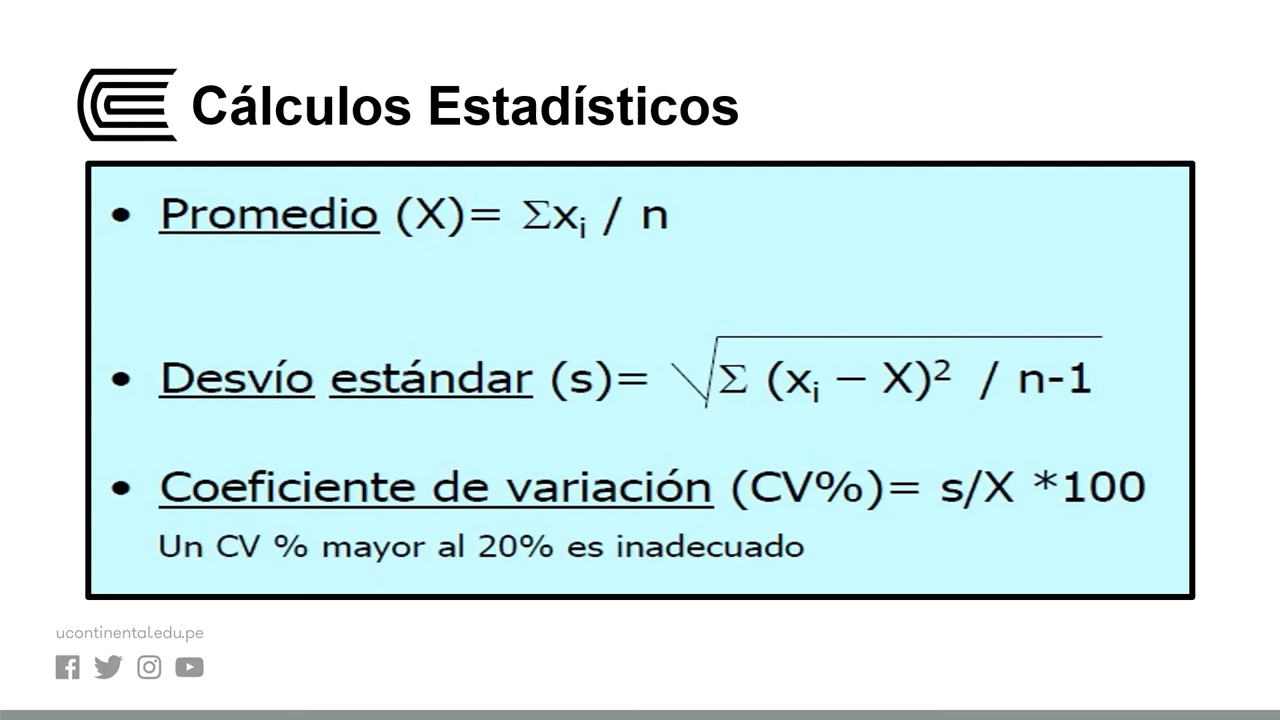 Cálculos Estadísticos
• Promedio (X)= Σxᵢ / n
• Desvío estándar (s)= √Σ (xᵢ – X)² / n-1
• Coeficiente de variación (CV%)= s/X *100
Un CV % mayor al 20% es inadecuado
ucontinental.edu.pe